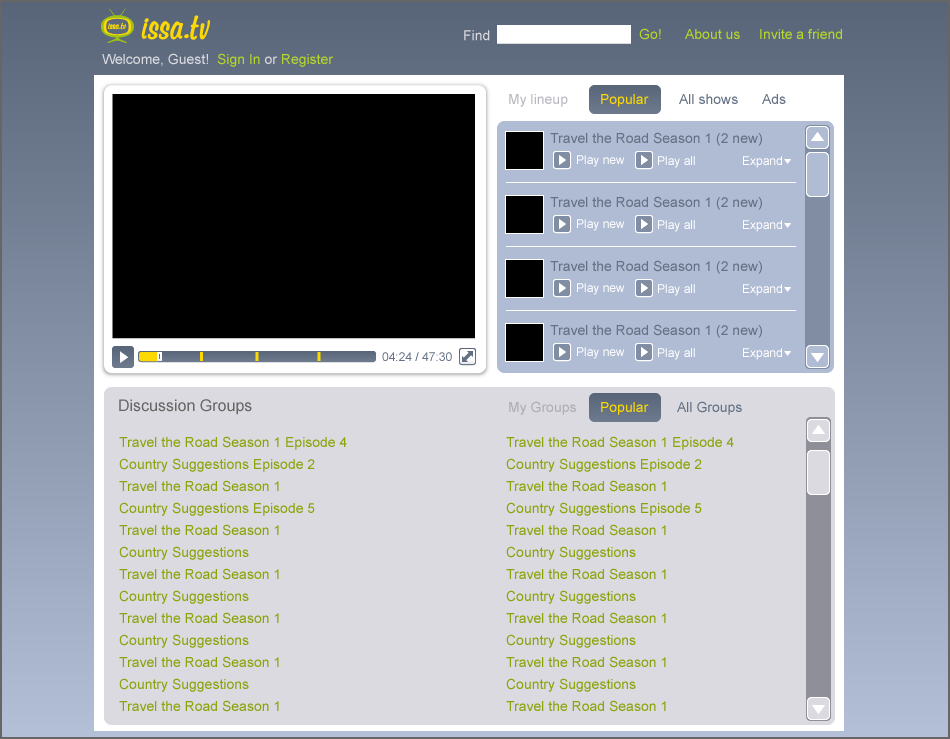 issa.tv issa.tv
Find Go! About us Invite a friend
Welcome, Guest! Sign In or Register
My lineup Popular All shows Ads
Travel the Road Season 1 (2 new)
Play new Play all Expand
Travel the Road Season 1 (2 new)
Play new Play all Expand
Travel the Road Season 1 (2 new)
Play new Play all Expand
Travel the Road Season 1 (2 new)
Play new Play all Expand
04:24 / 47:30
Discussion Groups
My Groups Popular All Groups
Travel the Road Season 1 Episode 4
Country Suggestions Episode 2
Travel the Road Season 1
Country Suggestions Episode 5
Travel the Road Season 1
Country Suggestions
Travel the Road Season 1
Country Suggestions
Travel the Road Season 1
Country Suggestions
Travel the Road Season 1
Country Suggestions
Travel the Road Season 1
Travel the Road Season 1 Episode 4
Country Suggestions Episode 2
Travel the Road Season 1
Country Suggestions Episode 5
Travel the Road Season 1
Country Suggestions
Travel the Road Season 1
Country Suggestions
Travel the Road Season 1
Country Suggestions
Travel the Road Season 1
Country Suggestions
Travel the Road Season 1